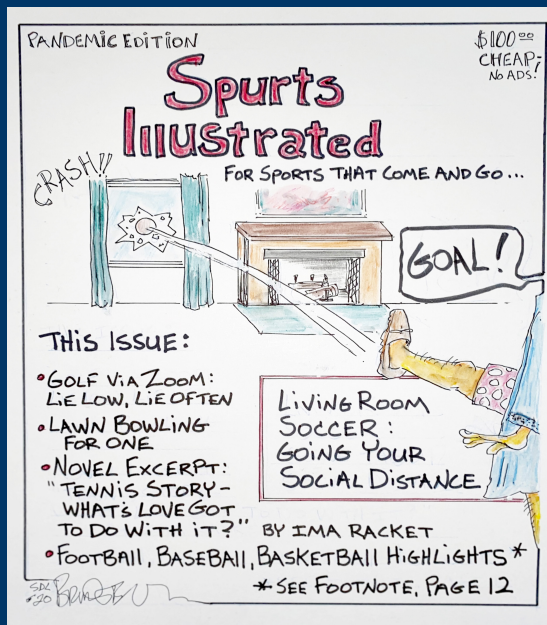 PANDEMIC EDITION
$100 00
CHEAP-
NO ADS!
Spurts
Illustrated
FOR SPORTS THAT COME AND GO...
CRASH!!
GOAL!
THIS ISSUE:
•GOLF VIA ZOOM:
LIE LOW, LIE OFTEN
•LAWN BOWLING
FOR ONE
•NOVEL EXCERPT:
"TENNIS STORY-
WHAT'S LOVE GOT
TO DO WITH IT?" BY IMA RACKET
•FOOTBALL, BASEBALL, BASKETBALL HIGHLIGHTS*
*SEE FOOTNOTE, PAGE 12
LIVING ROOM
SOCCER:
GOING YOUR
SOCIAL DISTANCE
'20